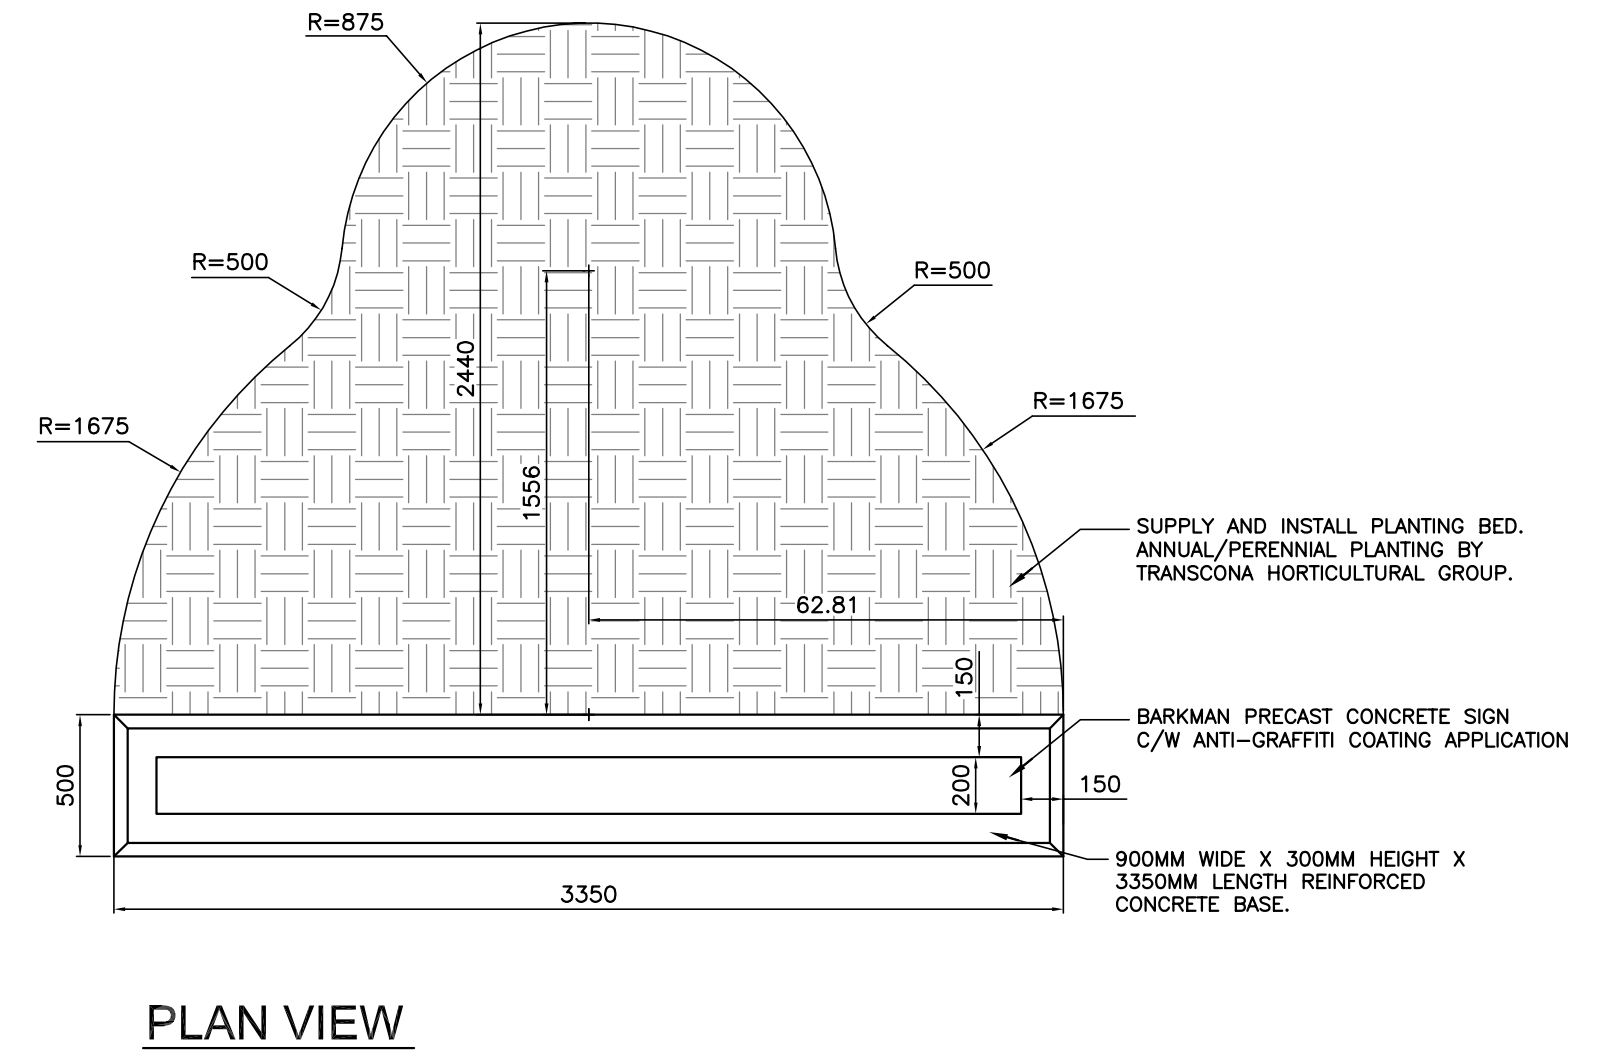 R=875
R=500
R=500
2440
R=1675
R=1675
1556
SUPPLY AND INSTALL PLANTING BED.
ANNUAL/PERENNIAL PLANTING BY
TRANSCONA HORTICULTURAL GROUP.
62.81
150
BARKMAN PRECAST CONCRETE SIGN
C/W ANTI-GRAFFITI COATING APPLICATION
500
200
150
900MM WIDE X 300MM HEIGHT X
3350MM LENGTH REINFORCED
CONCRETE BASE.
3350
PLAN VIEW